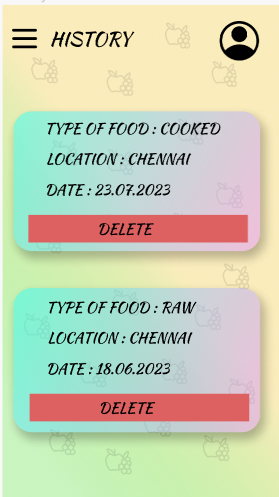 HISTORY
TYPE OF FOOD : COOKED
LOCATION : CHENNAI
DATE : 23.07.2023
DELETE
TYPE OF FOOD : RAW
LOCATION : CHENNAI
DATE : 18.06.2023
DELETE